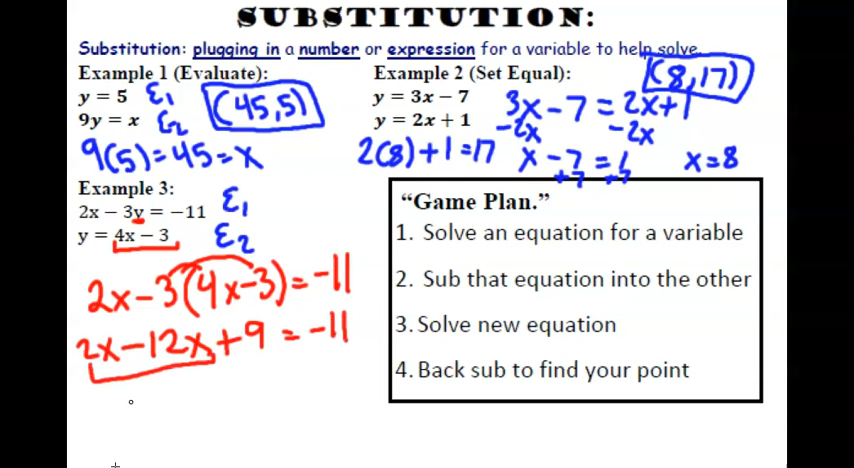 SUBSTITUTION:
Substitution: plugging in a number or expression for a variable to help solve.
Example 1 (Evaluate):
y = 5 ε1
9y = x ε2
(45,5)
9(5)=45=x
Example 2 (Set Equal):
y = 3x − 7
y = 2x + 1
(8,17)
3x − 7 = 2x+1
−2x −2x
x − 7 = 1
+7 +7
x=8
2(8)+1=17
Example 3:
2x − 3y = −11 ε1
y = 4x − 3 ε2
2x−3(4x−3)=−11
2x−12x+9=−11
“Game Plan.”
1. Solve an equation for a variable
2. Sub that equation into the other
3. Solve new equation
4. Back sub to find your point